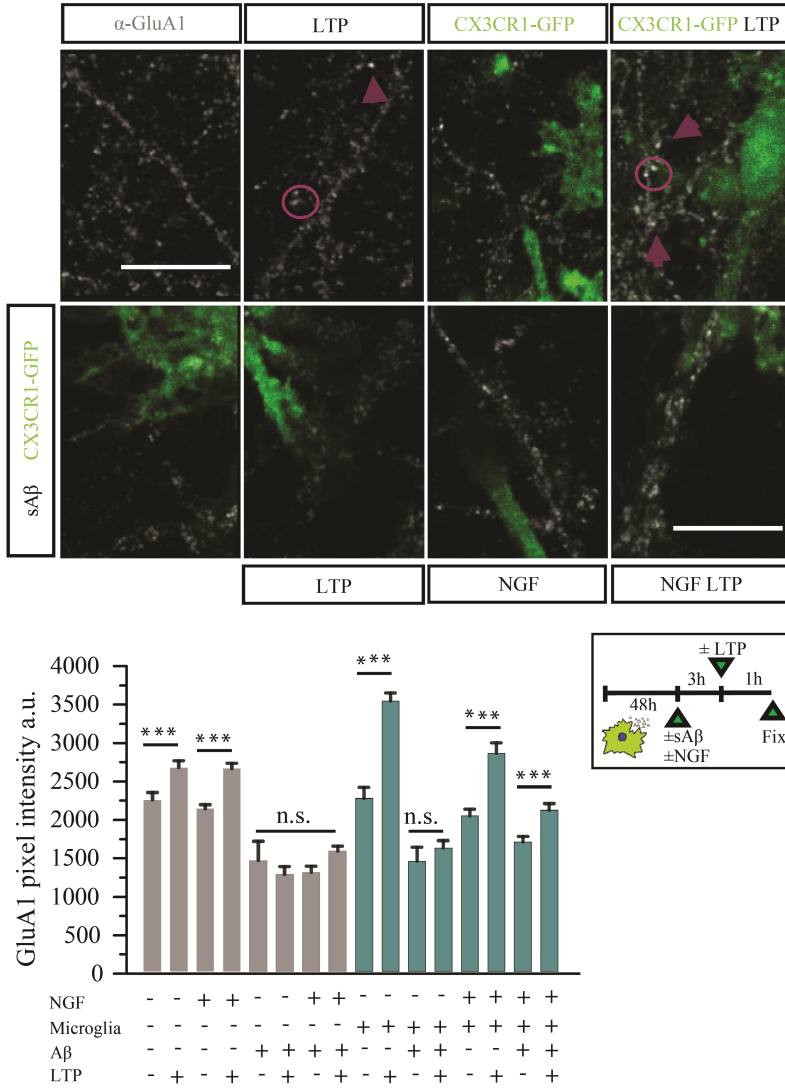 α-GluA1 LTP CX3CR1-GFP CX3CR1-GFP LTP
sAβ CX3CR1-GFP
LTP NGF NGF LTP
± LTP
3h 1h
48h
±sAβ Fix
±NGF
GluA1 pixel intensity a.u.
4000
3500
3000
2500
2000
1500
1000
500
0
*** *** n.s. *** n.s. *** ***
NGF - - + + - - + + - - - - + + + +
Microglia - - - - - - - - + + + + + + + +
Aβ - - - - + + + + - - + + - - + +
LTP - + - + - + - + - + - + - + - +